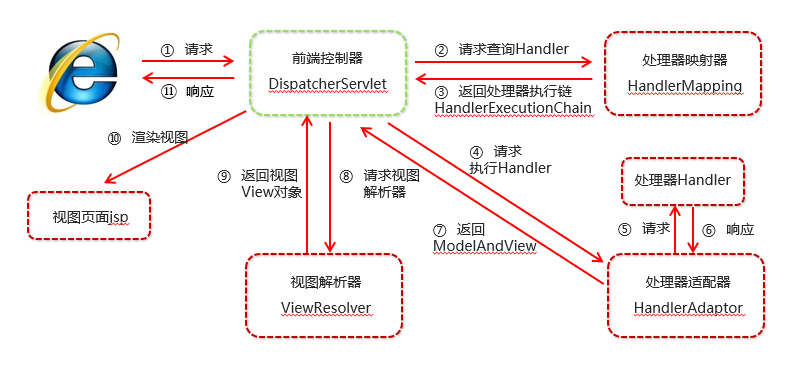 ① 请求
⑪ 响应
前端控制器
DispatcherServlet
② 请求查询Handler
③ 返回处理器执行链
HandlerExecutionChain
处理器映射器
HandlerMapping
⑩ 渲染视图
④ 请求
执行Handler
⑨ 返回视图
View对象
⑧ 请求视图
解析器
处理器Handler
视图页面jsp
⑦ 返回
ModelAndView
⑤ 请求
⑥ 响应
视图解析器
ViewResolver
处理器适配器
HandlerAdaptor